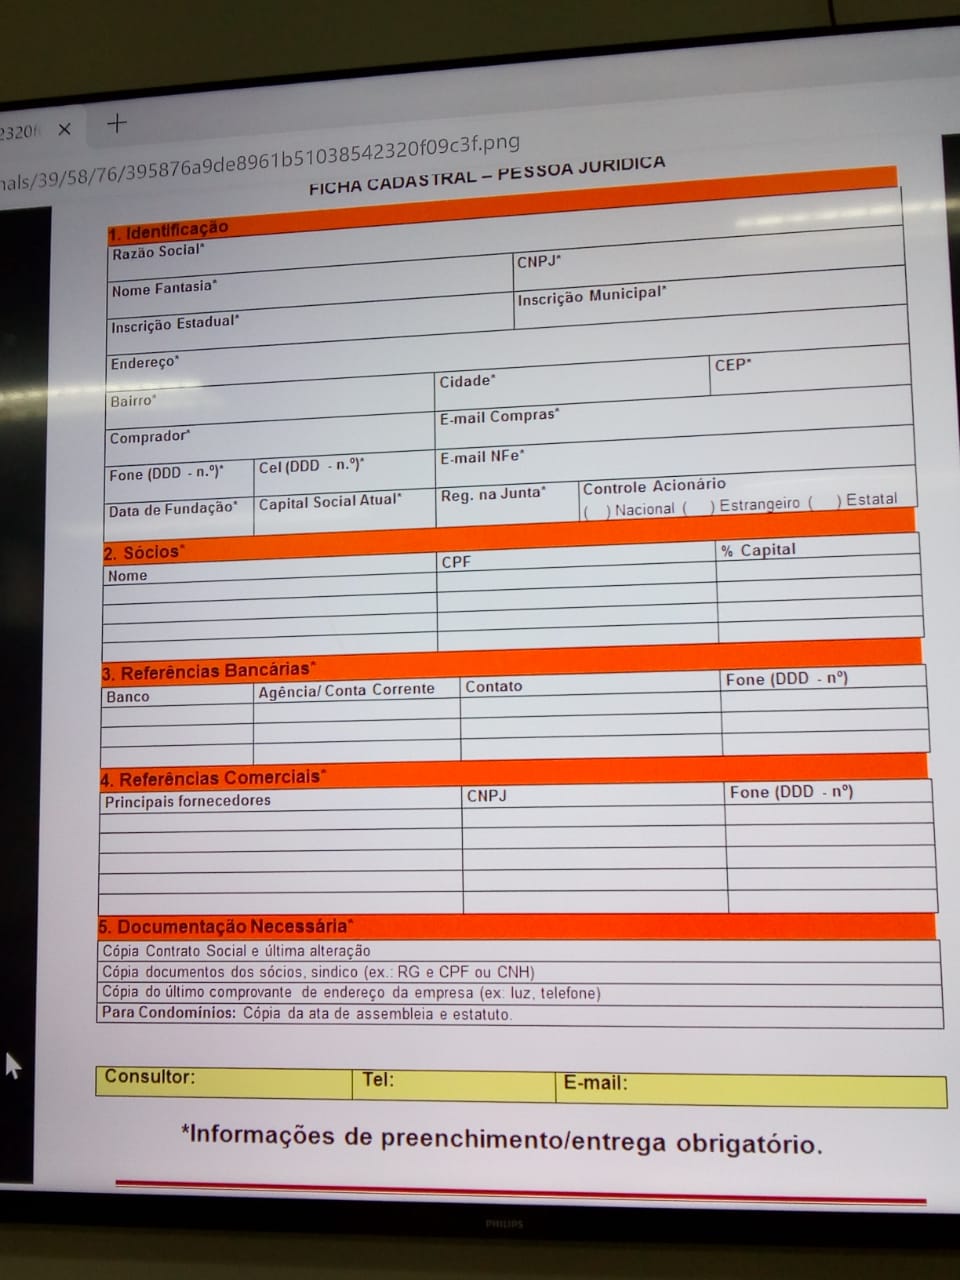 2320f
nals/39/58/76/395876a9de8961b51038542320f09c3f.png
FICHA CADASTRAL – PESSOA JURIDICA
1. Identificação
Razão Social*
Nome Fantasia* CNPJ*
Inscrição Estadual* Inscrição Municipal*
Endereço*
Bairro* Cidade* CEP*
Comprador* E-mail Compras*
Fone (DDD - n.º)* Cel (DDD - n.º)* E-mail NFe*
Data de Fundação* Capital Social Atual* Reg. na Junta* Controle Acionário
( ) Nacional ( ) Estrangeiro ( ) Estatal
2. Sócios*
Nome CPF % Capital
3. Referências Bancárias*
Banco Agência/ Conta Corrente Contato Fone (DDD - nº)
4. Referências Comerciais*
Principais fornecedores CNPJ Fone (DDD - nº)
5. Documentação Necessária*
Cópia Contrato Social e última alteração
Cópia documentos dos sócios, sindico (ex.: RG e CPF ou CNH)
Cópia do último comprovante de endereço da empresa (ex: luz, telefone)
Para Condomínios: Cópia da ata de assembleia e estatuto.
Consultor: Tel: E-mail:
*Informações de preenchimento/entrega obrigatório.
PHILIPS